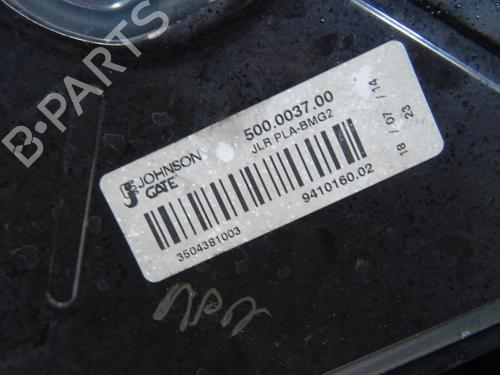 B-PARTS
JOHNSON
GATE
500.0037.00
JLR PLA-BMG2
3504381003
9410160.02
18 / 07 / 14
23